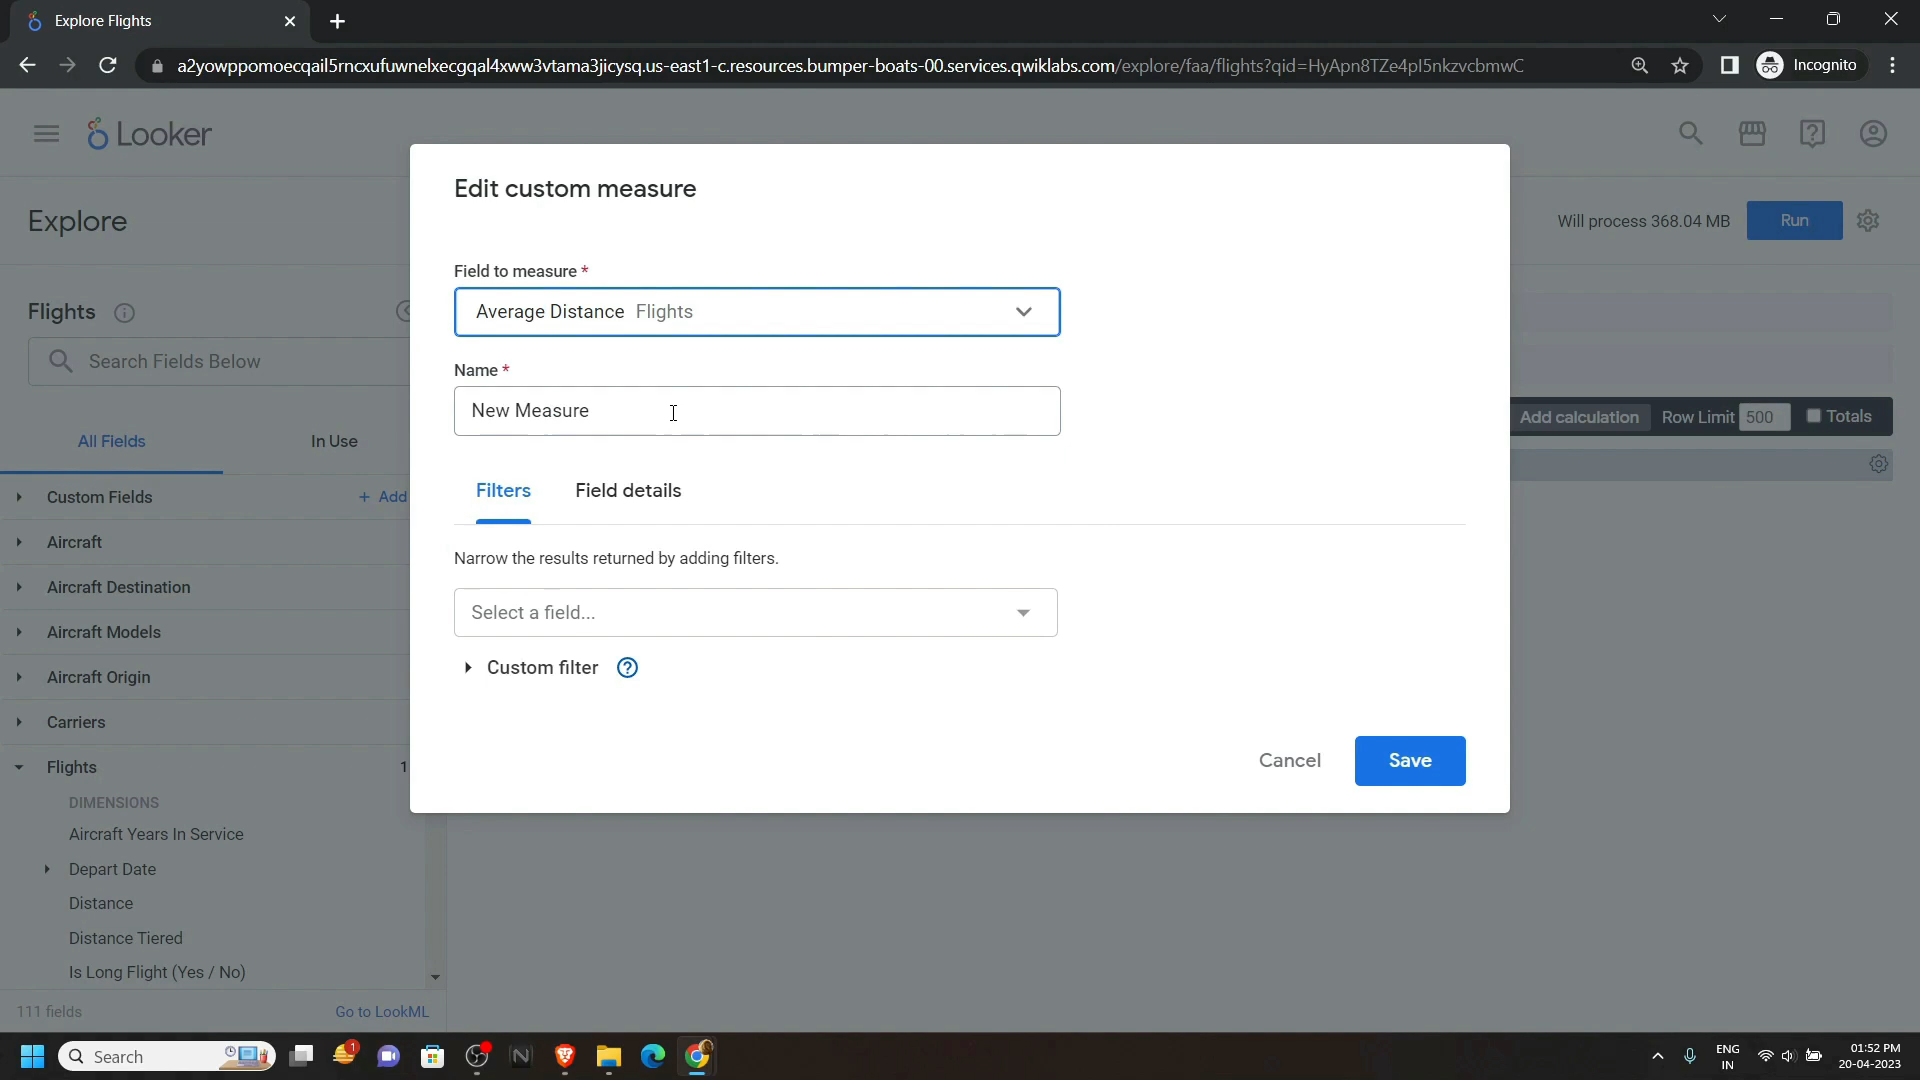 Explore Flights
a2yowppomoecqail5rncxufuwnelxecgqal4xww3vtama3jicysq.us-east1-c.resources.bumper-boats-00.services.qwiklabs.com/explore/faa/flights?qid=HyApn8TZe4pl5nkzvcbmwC
Incognito
Looker
Edit custom measure
Explore
Will process 368.04 MB
Run
Field to measure *
Flights
Average Distance Flights
Search Fields Below
Name *
New Measure
Add calculation
Row Limit 500
Totals
All Fields
In Use
Custom Fields
+ Add
Filters
Field details
Aircraft
Narrow the results returned by adding filters.
Aircraft Destination
Select a field...
Aircraft Models
Custom filter
Aircraft Origin
Carriers
Flights
1
Cancel
Save
DIMENSIONS
Aircraft Years In Service
Depart Date
Distance
Distance Tiered
Is Long Flight (Yes / No)
111 fields
Go to LookML
Search
1
ENG
IN
01:52 PM
20-04-2023